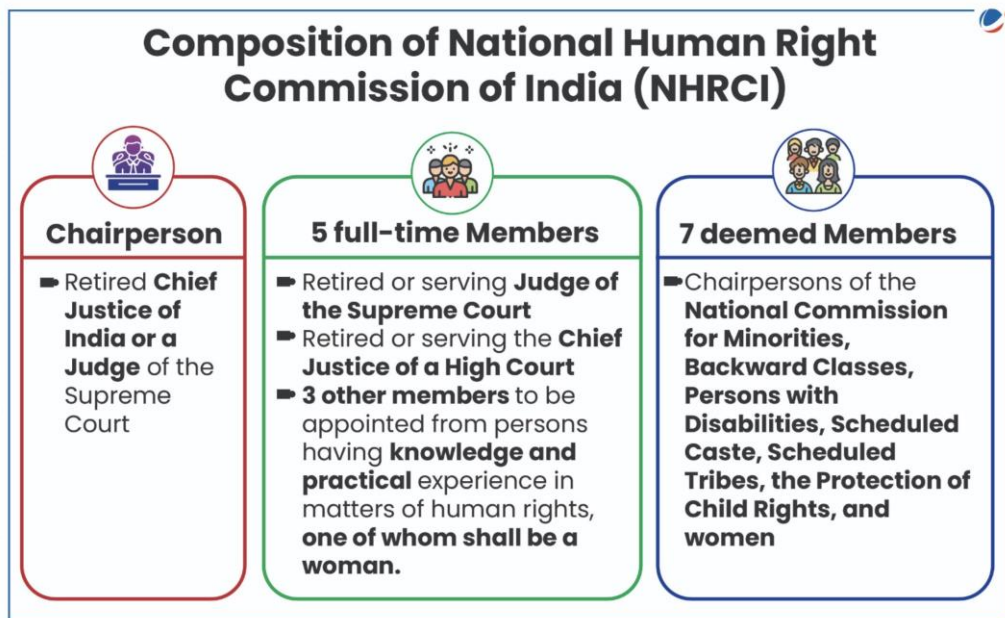 Composition of National Human Right
Commission of India (NHRCI)
Chairperson
Retired Chief
Justice of
India or a
Judge of the
Supreme
Court
5 full-time Members
Retired or serving Judge of
the Supreme Court
Retired or serving the Chief
Justice of a High Court
3 other members to be
appointed from persons
having knowledge and
practical experience in
matters of human rights,
one of whom shall be a
woman.
7 deemed Members
Chairpersons of the
National Commission
for Minorities,
Backward Classes,
Persons with
Disabilities, Scheduled
Caste, Scheduled
Tribes, the Protection of
Child Rights, and
women